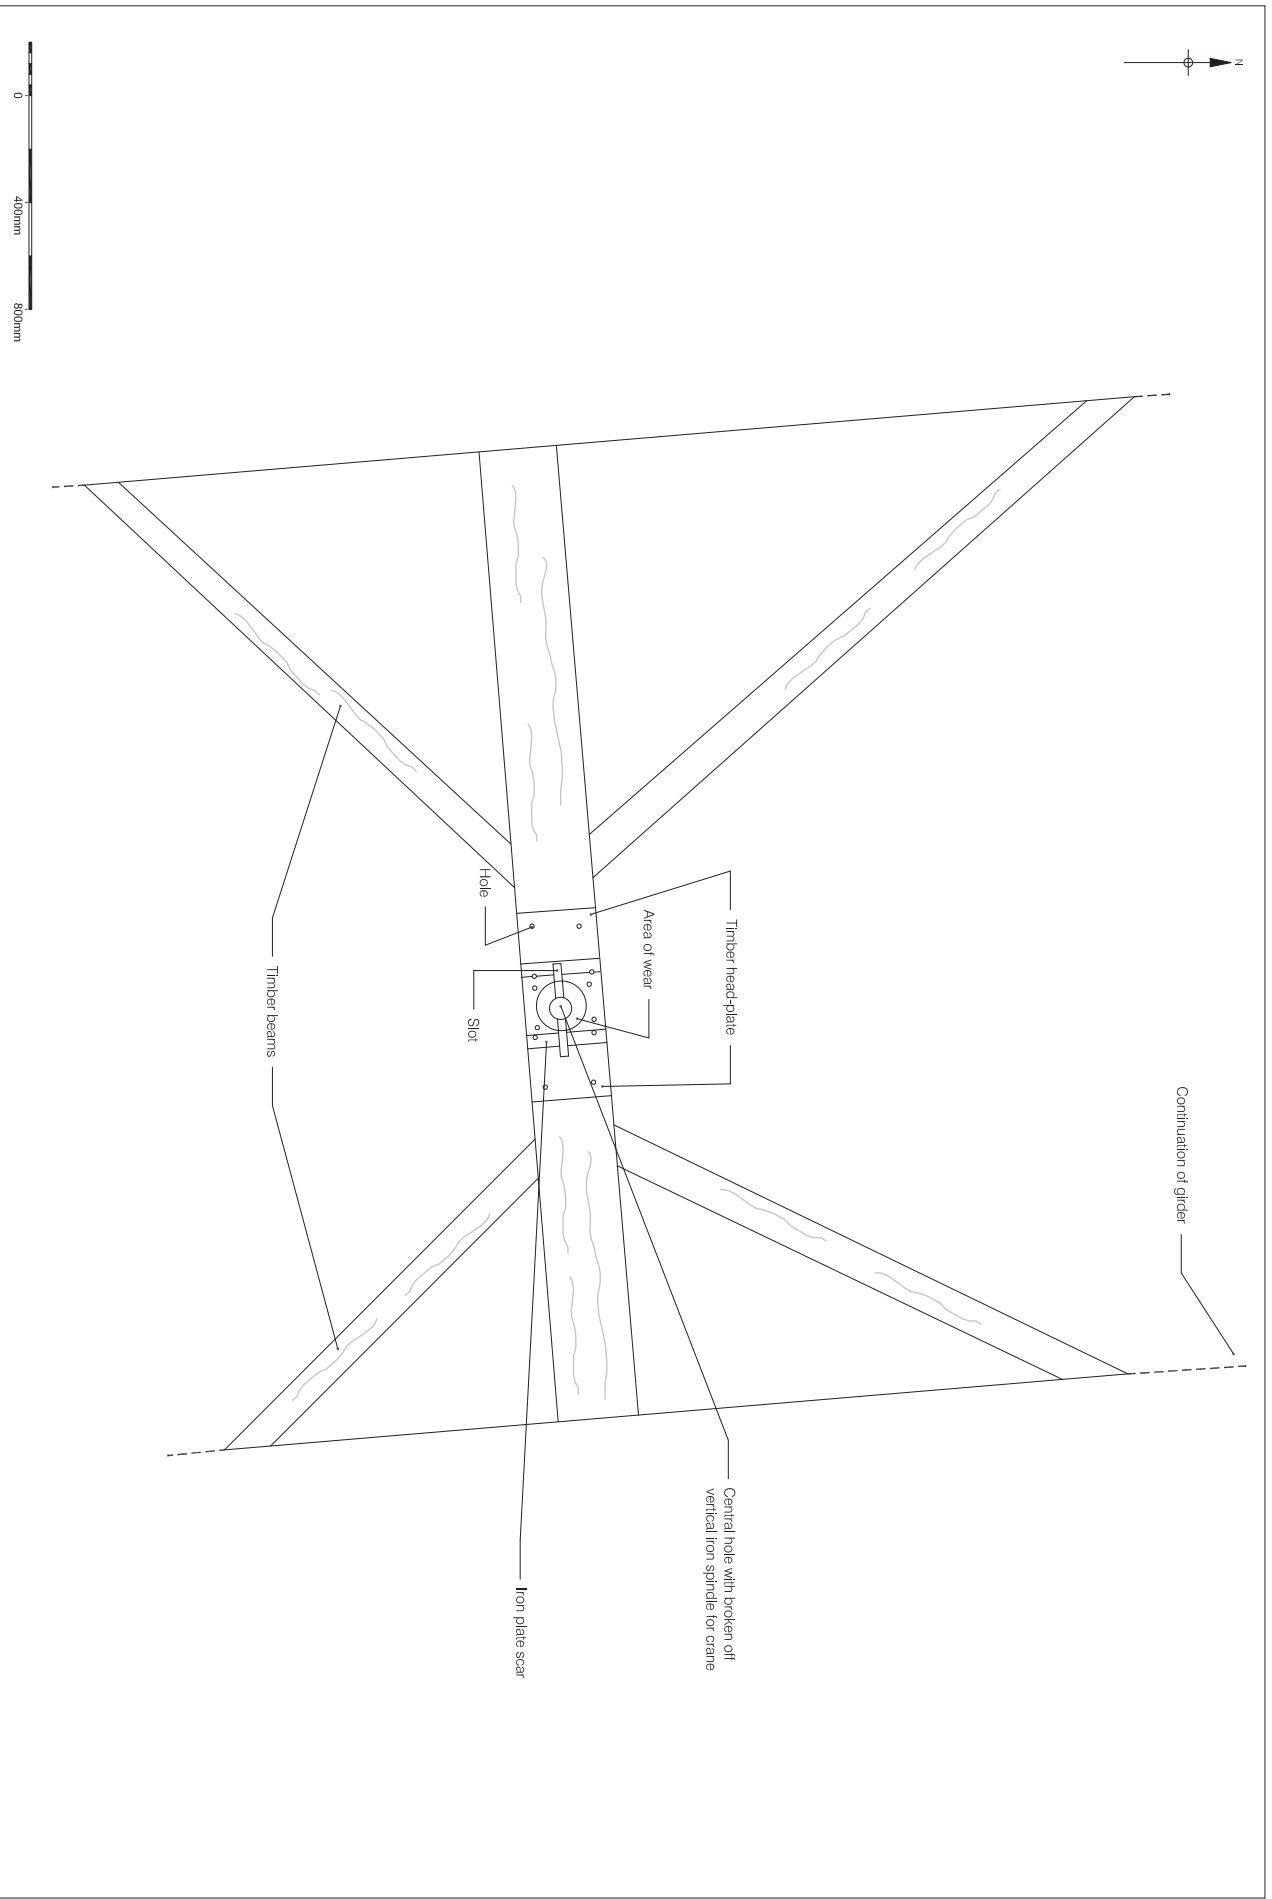 N
Continuation of girder
Timber head-plate
Central hole with broken off
vertical iron spindle for crane
Area of wear
Iron plate scar
Hole
Slot
Timber beams
0
400mm
800mm